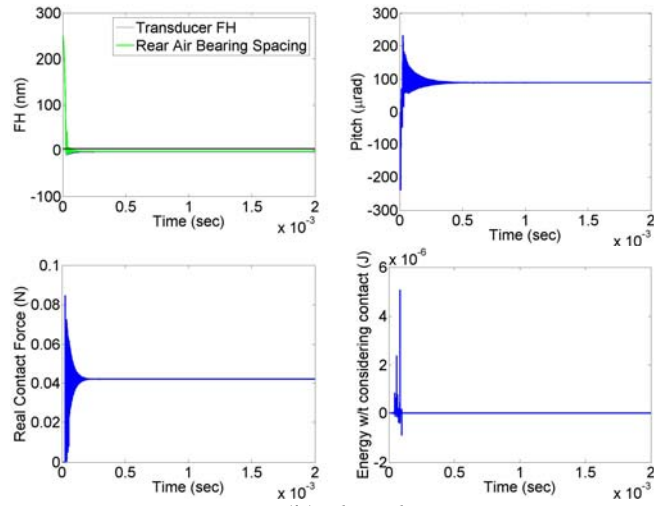 Transducer FH
Rear Air Bearing Spacing
FH (nm)
300
200
100
0
-100
0
0.5
1
1.5
2
Time (sec)
x 10⁻³
Pitch (μrad)
300
200
100
0
-100
-200
-300
0
0.5
1
1.5
2
Time (sec)
x 10⁻³
Real Contact Force (N)
0.1
0.08
0.06
0.04
0.02
0
0
0.5
1
1.5
2
Time (sec)
x 10⁻³
Energy w/t considering contact (J)
x 10⁻⁶
6
4
2
0
-2
0
0.5
1
1.5
2
Time (sec)
x 10⁻³